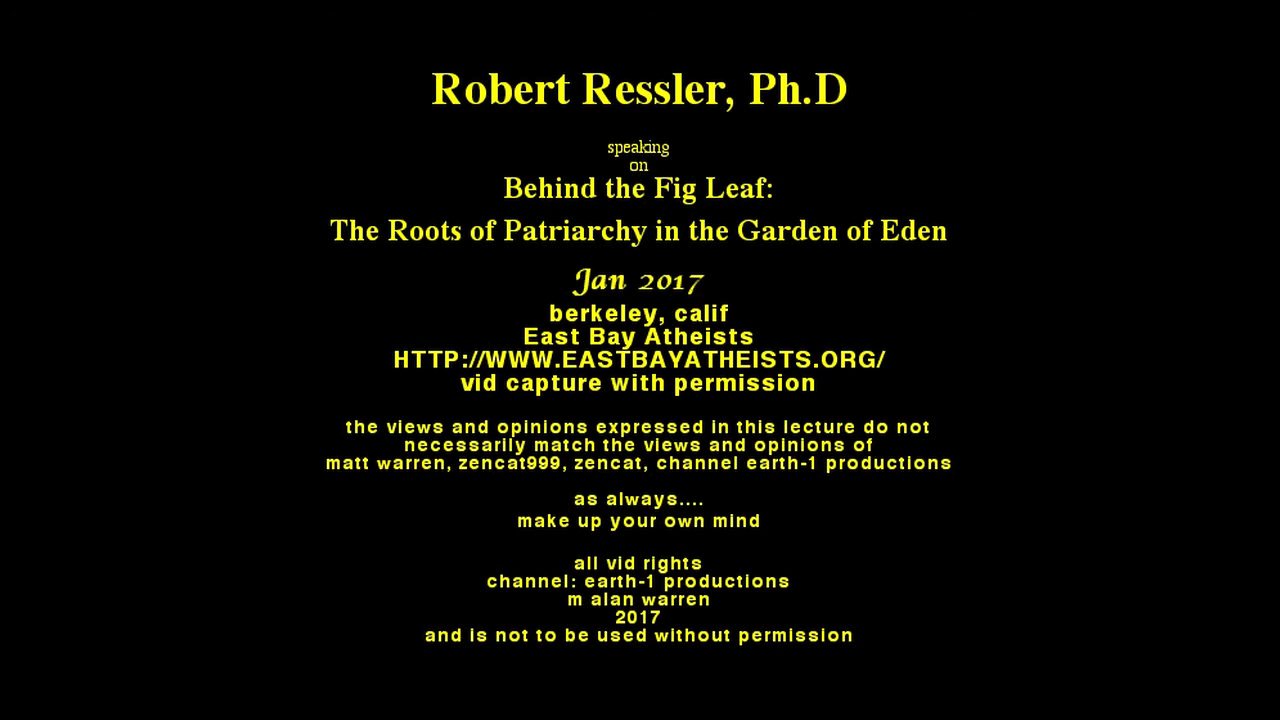 Robert Ressler, Ph.D
speaking
on
Behind the Fig Leaf:
The Roots of Patriarchy in the Garden of Eden
Jan 2017
berkeley, calif
East Bay Atheists
HTTP://WWW.EASTBAYATHEISTS.ORG/
vid capture with permission
the views and opinions expressed in this lecture do not
necessarily match the views and opinions of
matt warren, zencat999, zencat, channel earth-1 productions
as always....
make up your own mind
all vid rights
channel: earth-1 productions
m alan warren
2017
and is not to be used without permission